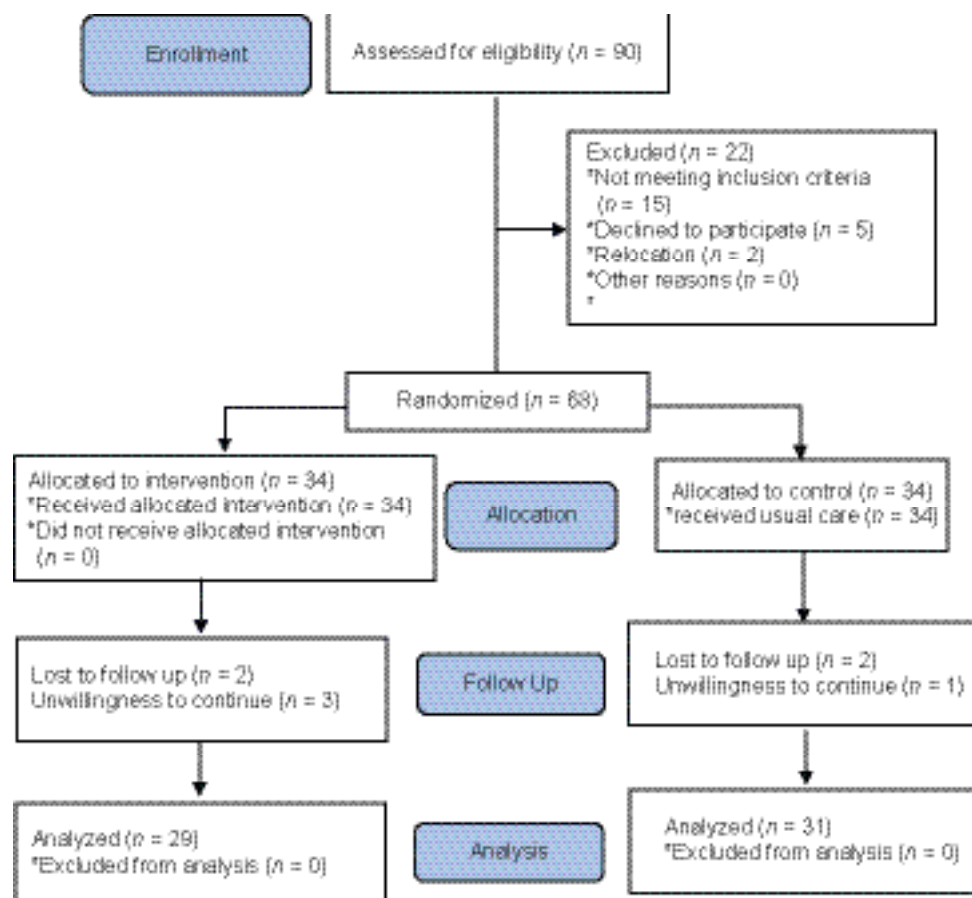 Enrollment
Assessed for eligibility (n = 90)
Excluded (n = 22)
*Not meeting inclusion criteria
(n = 15)
*Declined to participate (n = 5)
*Relocation (n = 2)
*Other reasons (n = 0)
*
Randomized (n = 68)
Allocated to intervention (n = 34)
*Received allocated intervention (n = 34)
*Did not receive allocated intervention
(n = 0)
Allocation
Allocated to control (n = 34)
*received usual care (n = 34)
Lost to follow up (n = 2)
Unwillingness to continue (n = 3)
Follow Up
Lost to follow up (n = 2)
Unwillingness to continue (n = 1)
Analyzed (n = 29)
*Excluded from analysis (n = 0)
Analysis
Analyzed (n = 31)
*Excluded from analysis (n = 0)